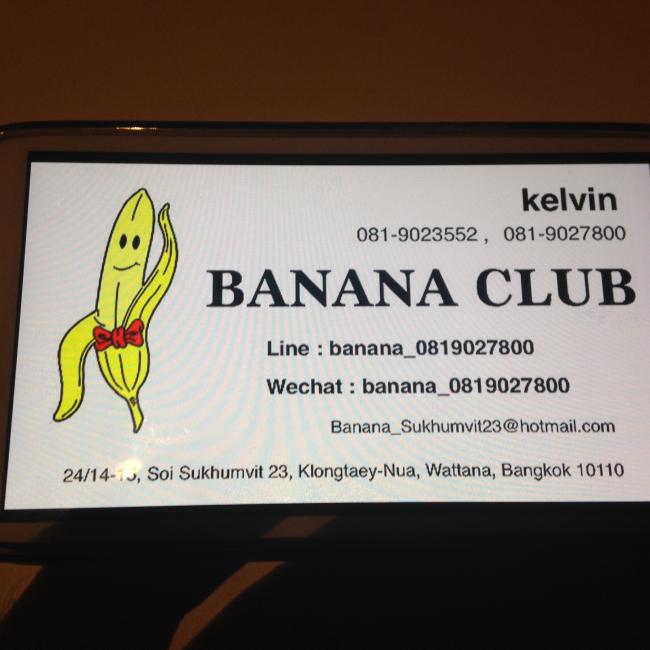 kelvin
081-9023552 , 081-9027800
BANANA CLUB
Line : banana_0819027800
Wechat : banana_0819027800
Banana_Sukhumvit23@hotmail.com
Soi Sukhumvit 23, Klongtaey-Nua, Wattana, Bangkok 10110